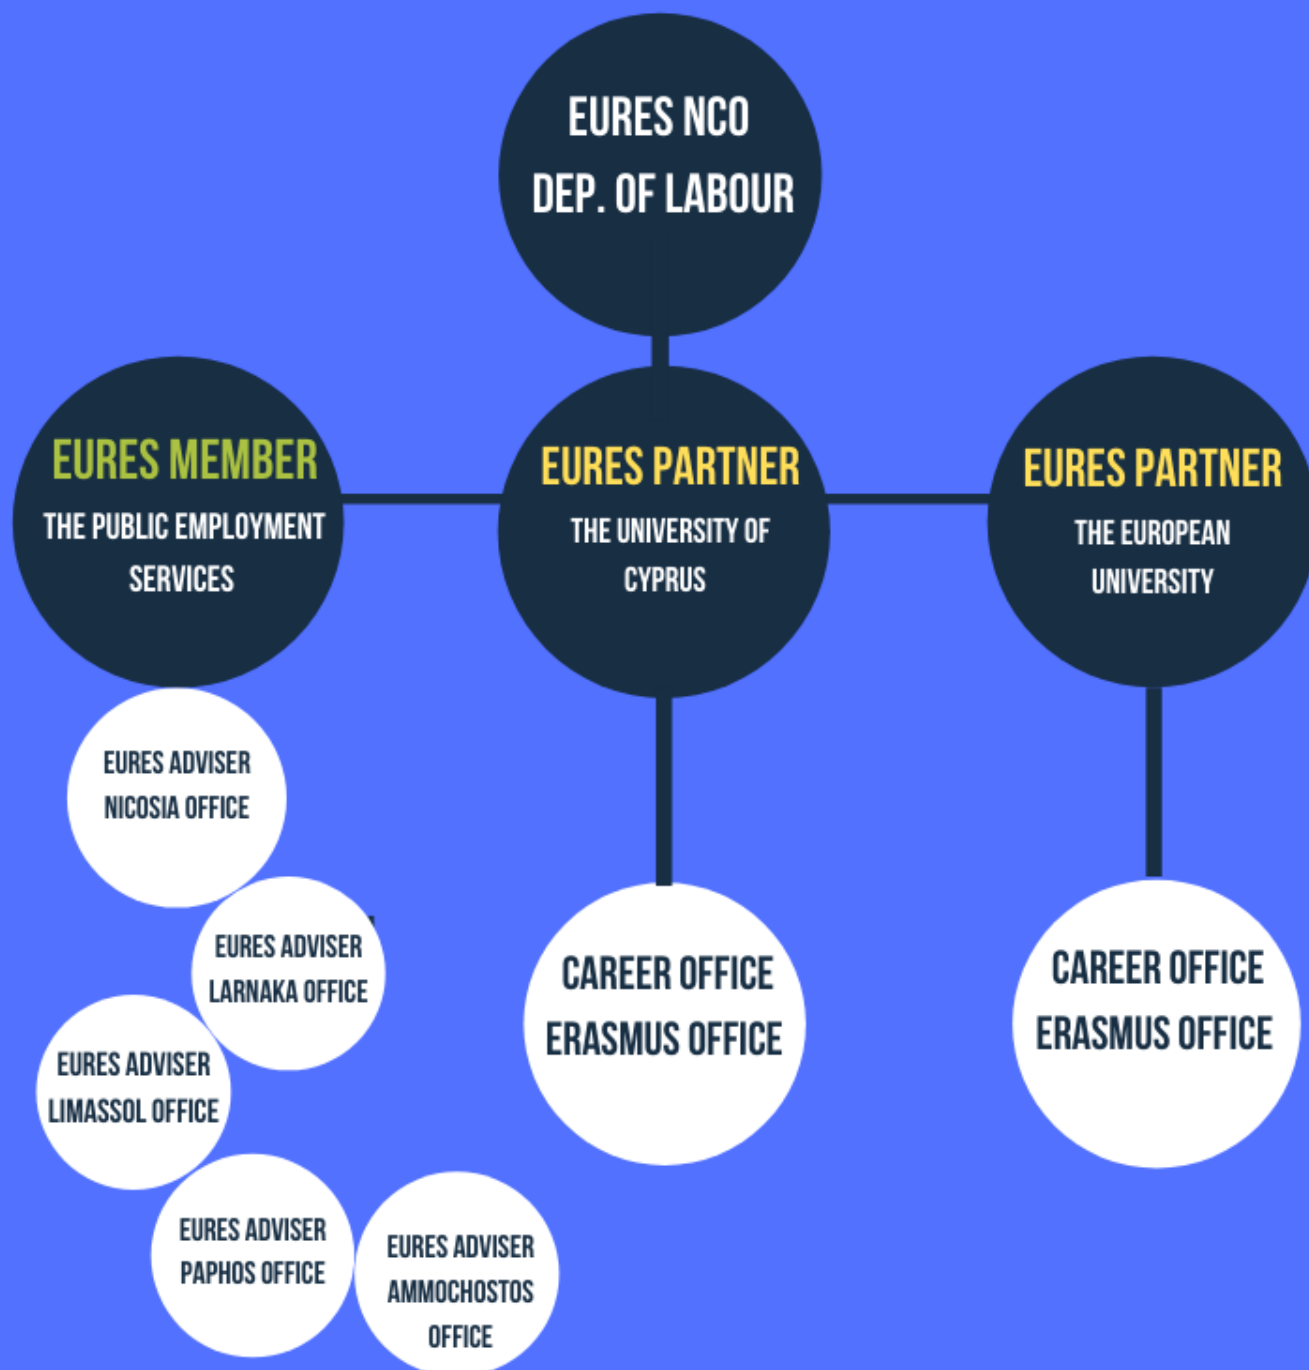 EURES NCO
DEP. OF LABOUR
EURES MEMBER
THE PUBLIC EMPLOYMENT
SERVICES
EURES PARTNER
THE UNIVERSITY OF
CYPRUS
EURES PARTNER
THE EUROPEAN
UNIVERSITY
EURES ADVISER
NICOSIA OFFICE
EURES ADVISER
LARNAKA OFFICE
EURES ADVISER
LIMASSOL OFFICE
EURES ADVISER
PAPHOS OFFICE
EURES ADVISER
AMMOCHOSTOS
OFFICE
CAREER OFFICE
ERASMUS OFFICE
CAREER OFFICE
ERASMUS OFFICE